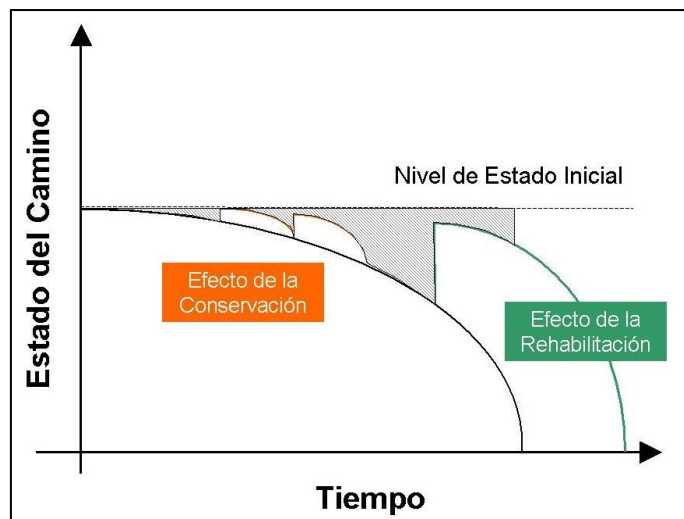 Estado del Camino
Nivel de Estado Inicial
Efecto de la
Conservación
Efecto de la
Rehabilitación
Tiempo